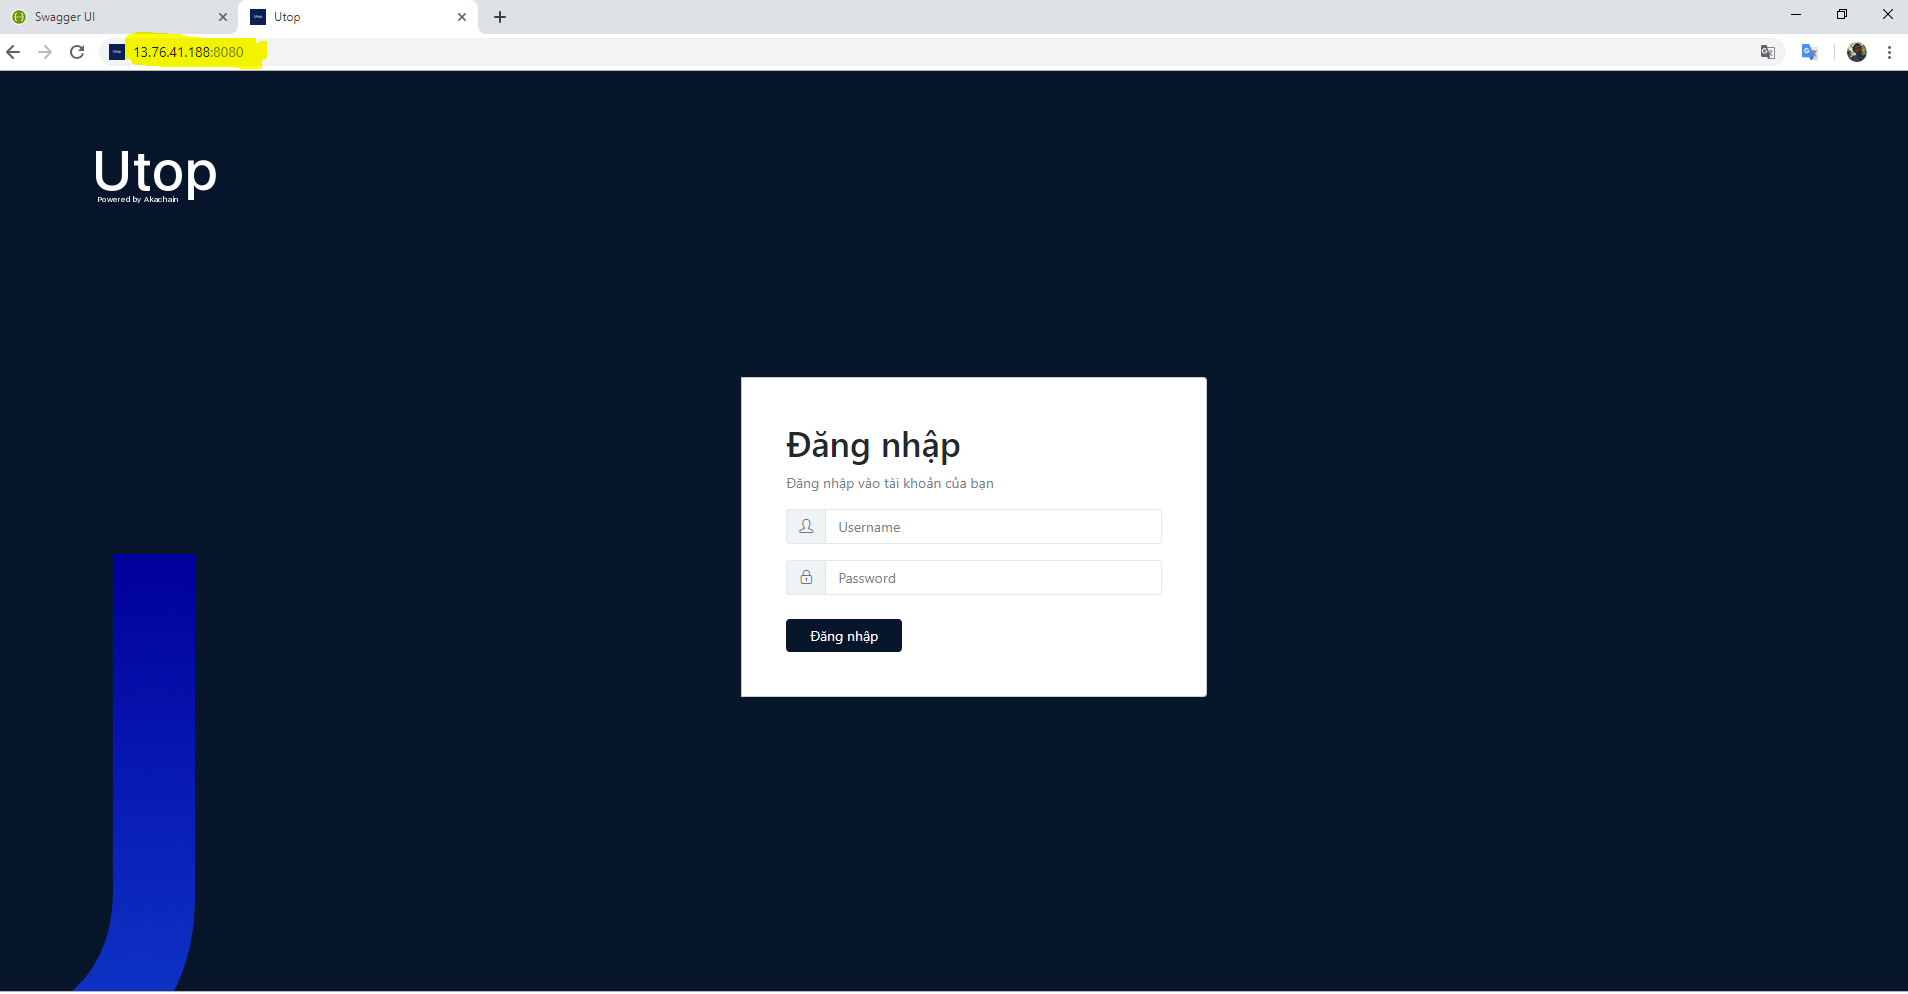 Swagger UI
Utop
13.76.41.188:8080
Utop
Powered by Akachain
Đăng nhập
Đăng nhập vào tài khoản của bạn
Username
Password
Đăng nhập